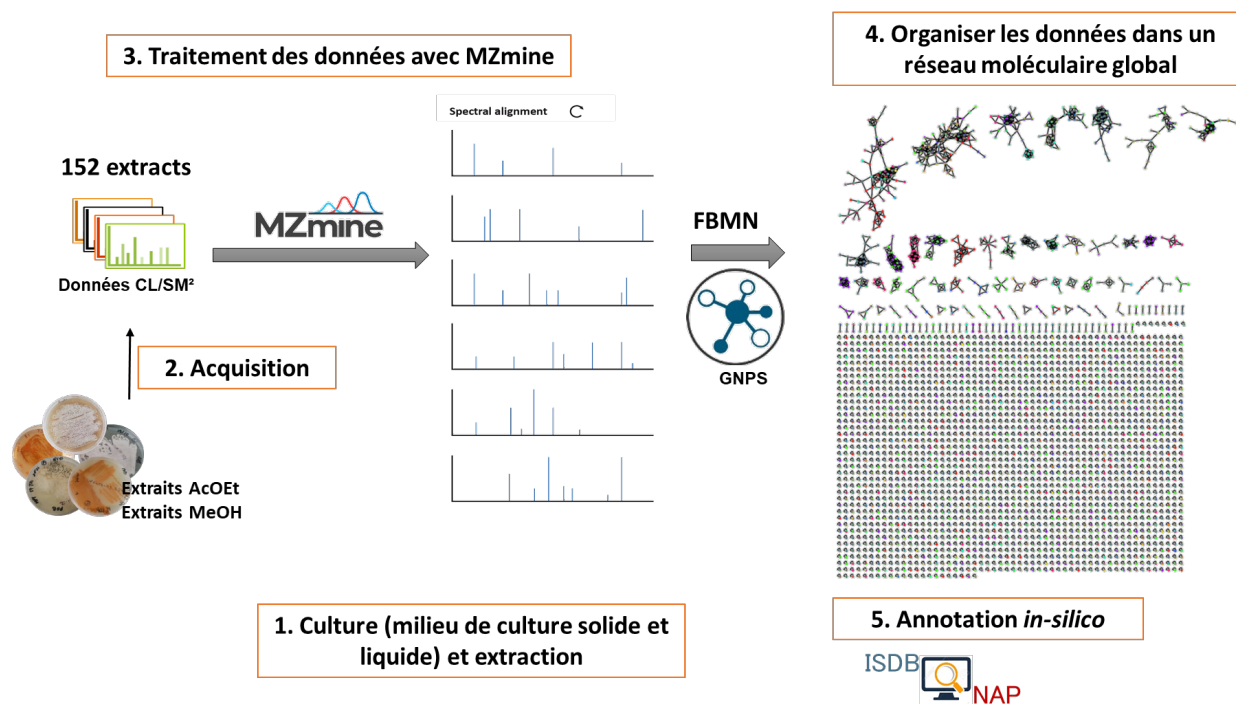 3. Traitement des données avec MZmine
4. Organiser les données dans un
réseau moléculaire global
Spectral alignment
152 extracts
MZmine
FBMN
Données CL/SM²
GNPS
2. Acquisition
Extraits AcOEt
Extraits MeOH
1. Culture (milieu de culture solide et
liquide) et extraction
5. Annotation in-silico
ISDB
NAP